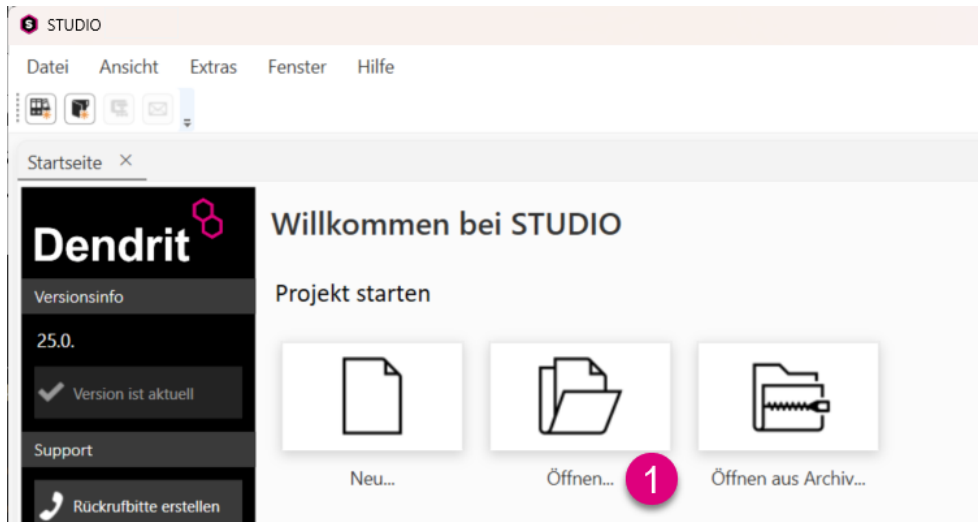 STUDIO
Datei Ansicht Extras Fenster Hilfe
Startseite
Dendrit
Versionsinfo
25.0.
Version ist aktuell
Support
Rückrufbitte erstellen
Willkommen bei STUDIO
Projekt starten
Neu...
Öffnen... 1
Öffnen aus Archiv...